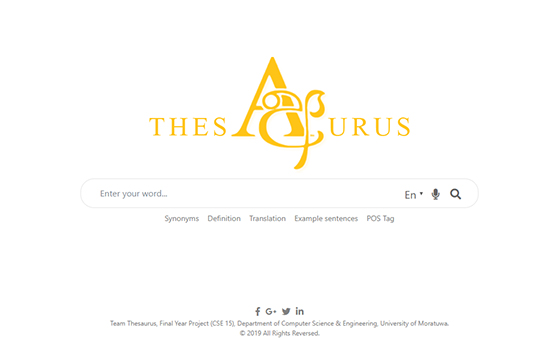 THESAURUS
Enter your word...
En
Synonyms Definition Translation Example sentences POS Tag
G+
Team Thesaurus, Final Year Project (CSE 15), Department of Computer Science & Engineering, University of Moratuwa.
© 2019 All Rights Reversed.